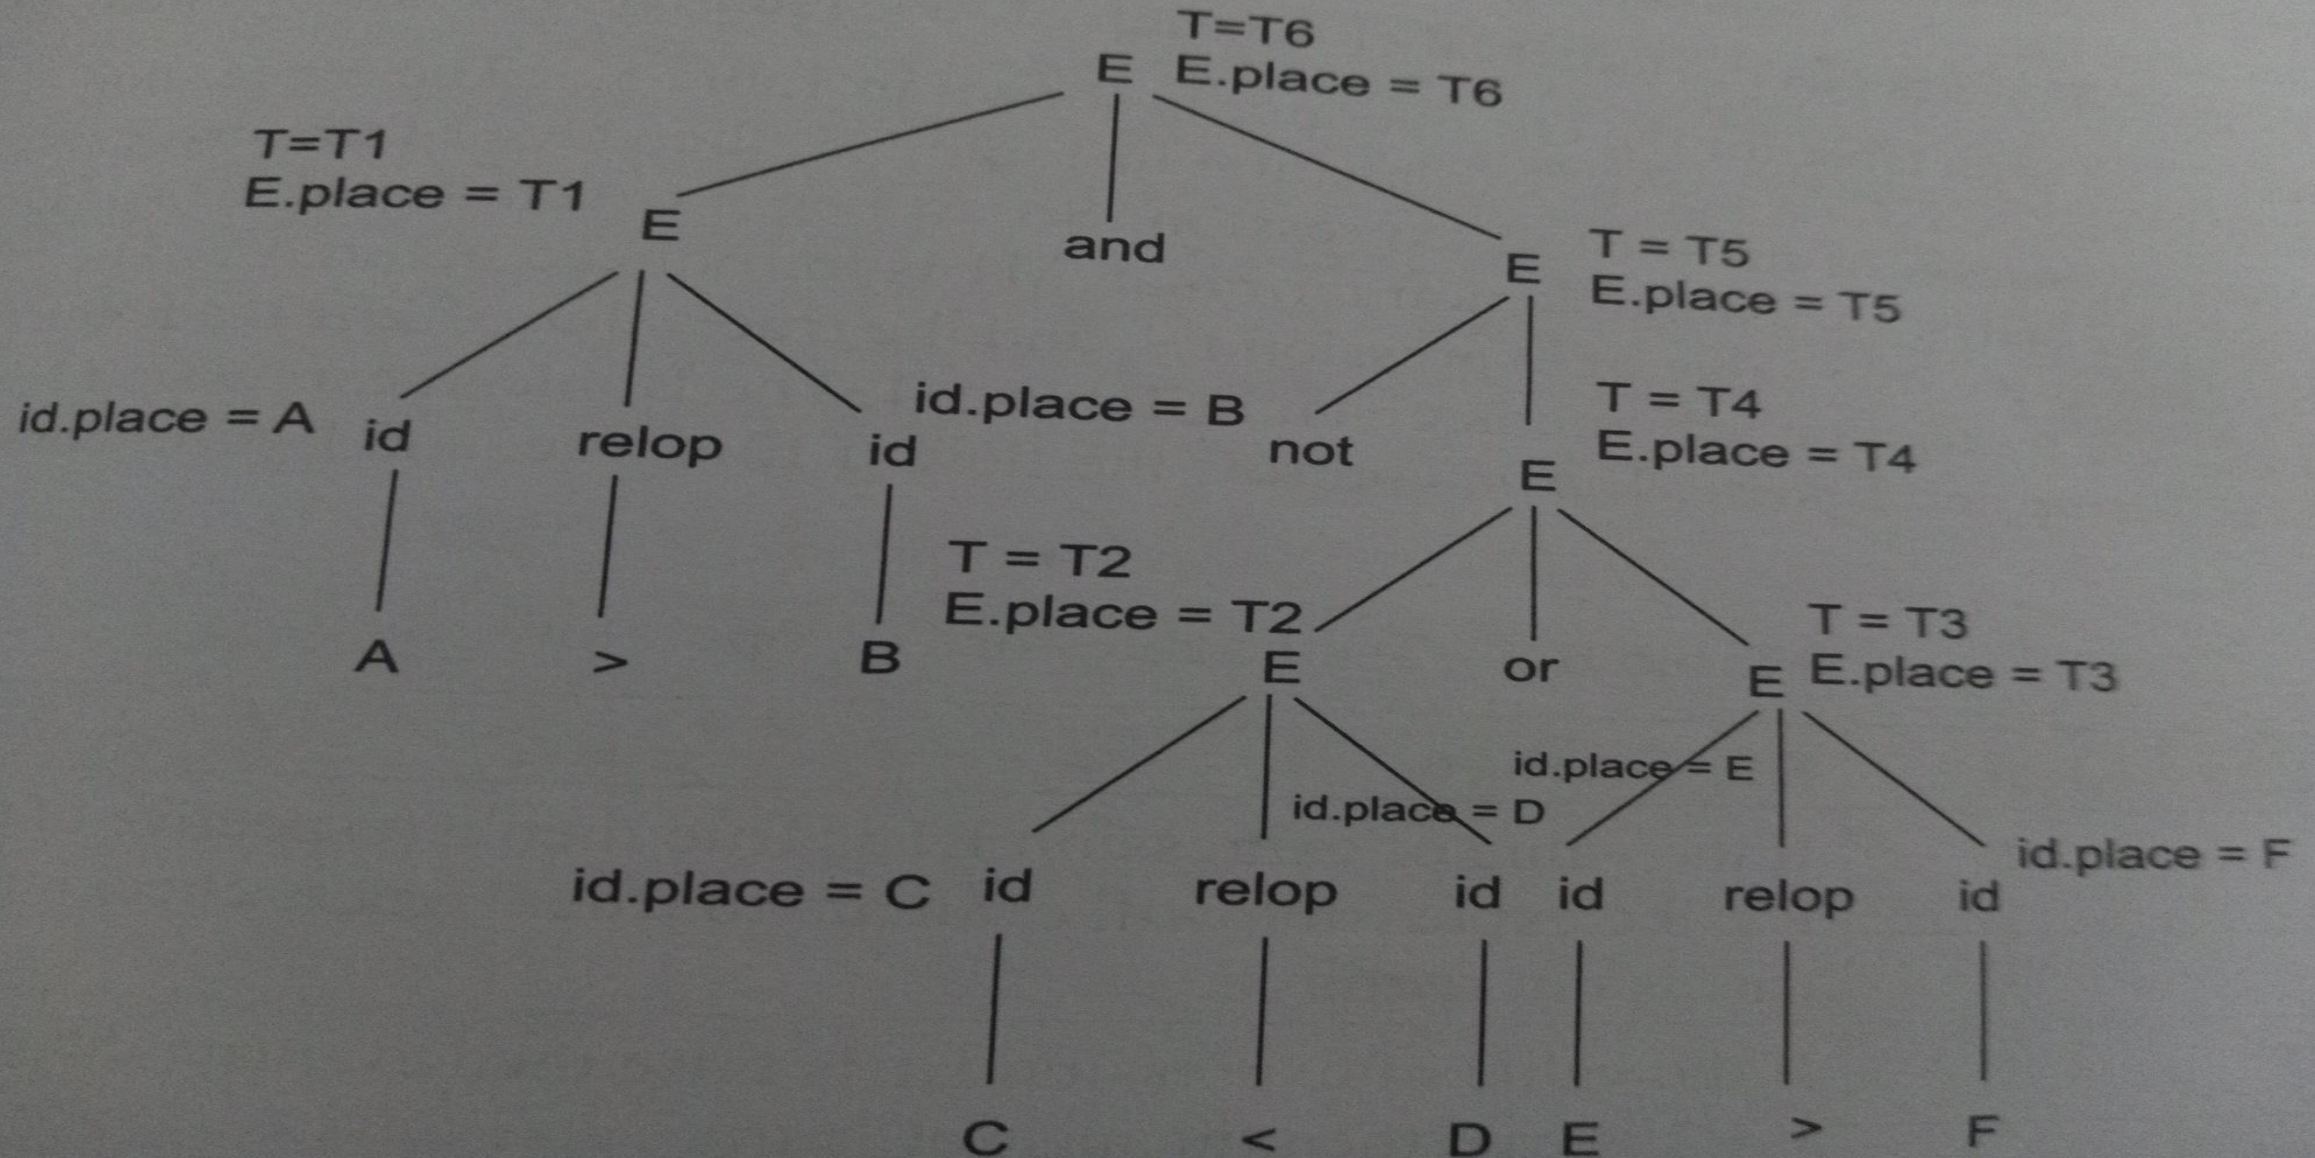 T=T6
E E.place = T6
T=T1
E.place = T1
E
and
E
T = T5
E.place = T5
id.place = A id
relop
id.place = B
id
not
T = T4
E.place = T4
E
A
>
B
T = T2
E.place = T2
E
or
T = T3
E E.place = T3
id.place = E
id.place = D
id.place = C id
relop
id
id
relop
id
id.place = F
C
<
D
E
>
F